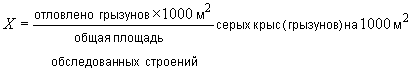 X = отловлено грызунов × 1000 м² / общая площадь обследованных строений серых крыс (грызунов) на 1000 м²